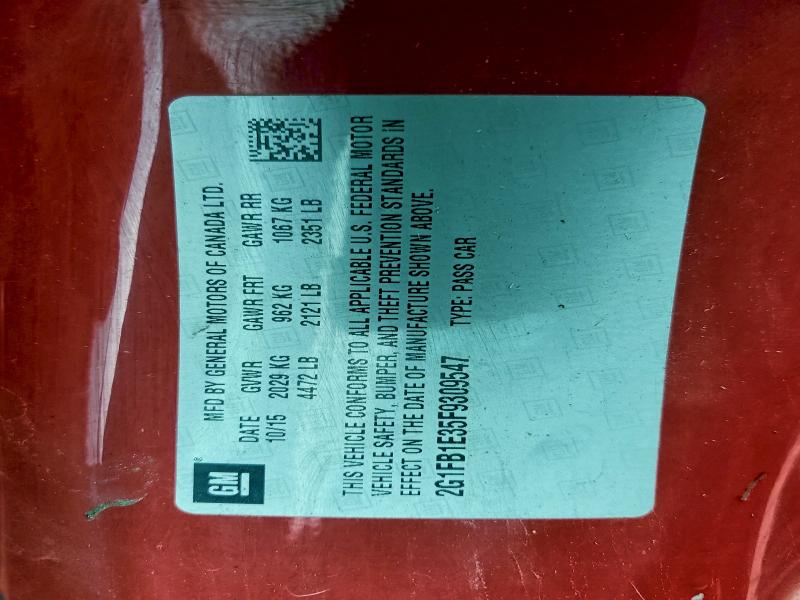 GM
MFD BY GENERAL MOTORS OF CANADA LTD.
DATE GVWR GAWR FRT GAWR RR
10/15 2029 KG 962 KG 1067 KG
4472 LB 2121 LB 2351 LB
THIS VEHICLE CONFORMS TO ALL APPLICABLE U.S. FEDERAL MOTOR
VEHICLE SAFETY, BUMPER, AND THEFT PREVENTION STANDARDS IN
EFFECT ON THE DATE OF MANUFACTURE SHOWN ABOVE.
2G1FB1E35F9309547 TYPE: PASS CAR